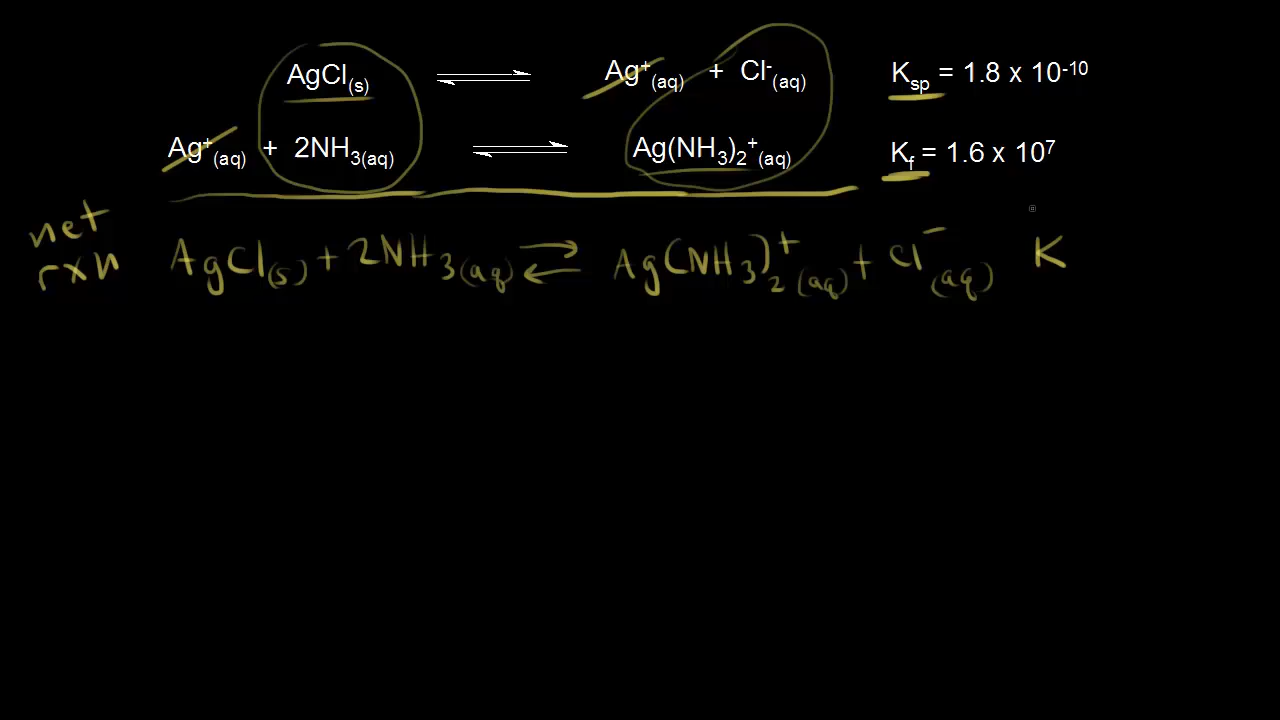 AgCl(s) ⇌ Ag⁺(aq) + Cl⁻(aq) Ksp = 1.8 x 10⁻¹⁰
Ag⁺(aq) + 2NH₃(aq) ⇌ Ag(NH₃)₂⁺(aq) Kf = 1.6 x 10⁷
net
rxn AgCl(s) + 2NH₃(aq) ⇌ Ag(NH₃)₂⁺(aq) + Cl⁻(aq) K